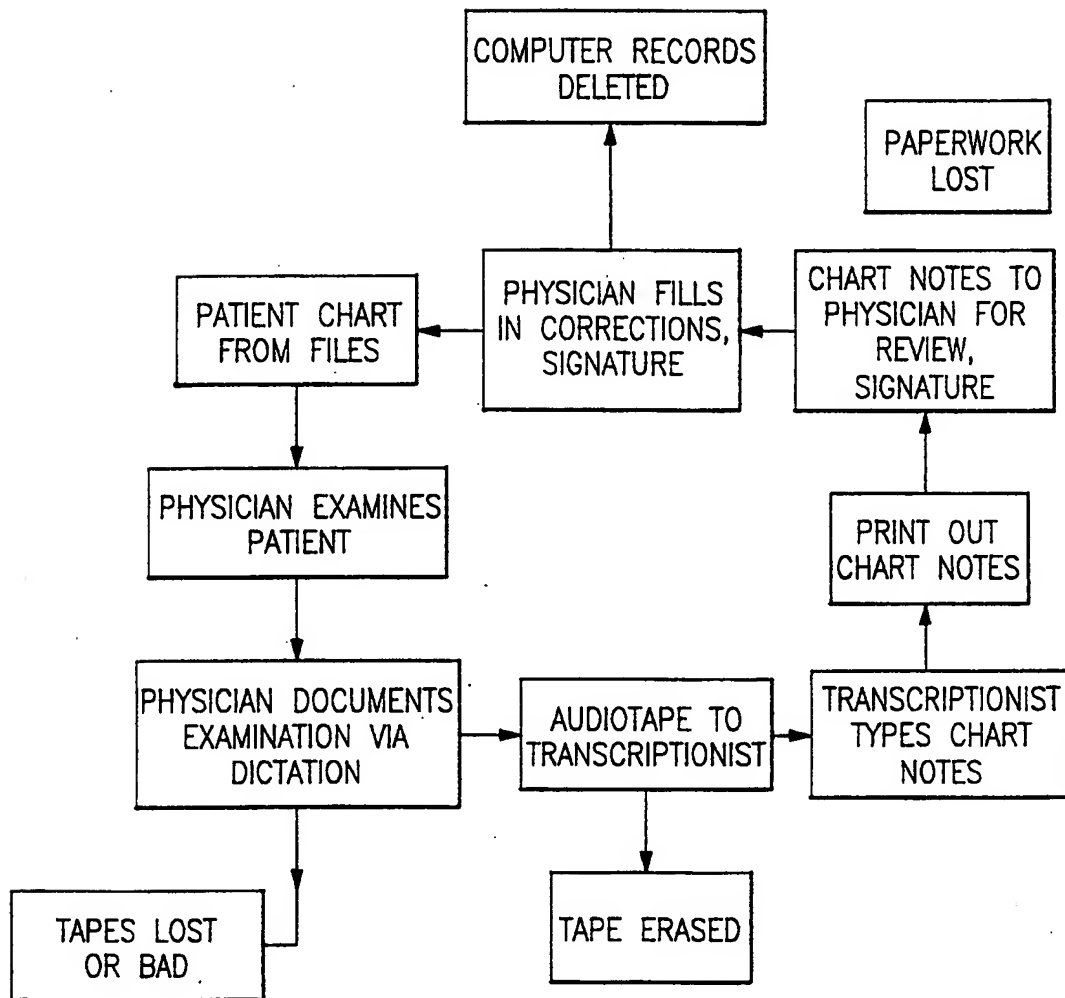 COMPUTER RECORDS
DELETED
PAPERWORK
LOST
PATIENT CHART
FROM FILES
PHYSICIAN FILLS
IN CORRECTIONS,
SIGNATURE
CHART NOTES TO
PHYSICIAN FOR
REVIEW,
SIGNATURE
PHYSICIAN EXAMINES
PATIENT
PRINT OUT
CHART NOTES
PHYSICIAN DOCUMENTS
EXAMINATION VIA
DICTATION
AUDIOTAPE TO
TRANSCRIPTIONIST
TRANSCRIPTIONIST
TYPES CHART
NOTES
TAPES LOST
OR BAD
TAPE ERASED